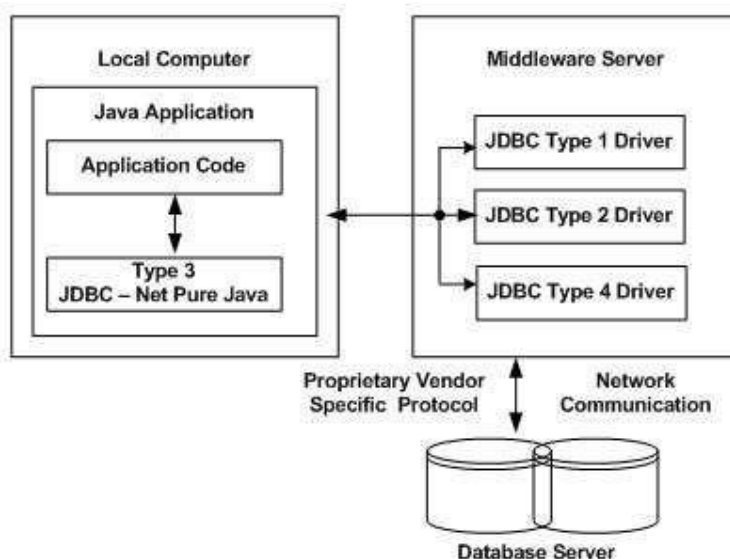 Local Computer
Java Application
Application Code
Type 3
JDBC – Net Pure Java
Middleware Server
JDBC Type 1 Driver
JDBC Type 2 Driver
JDBC Type 4 Driver
Proprietary Vendor
Specific Protocol
Network
Communication
Database Server